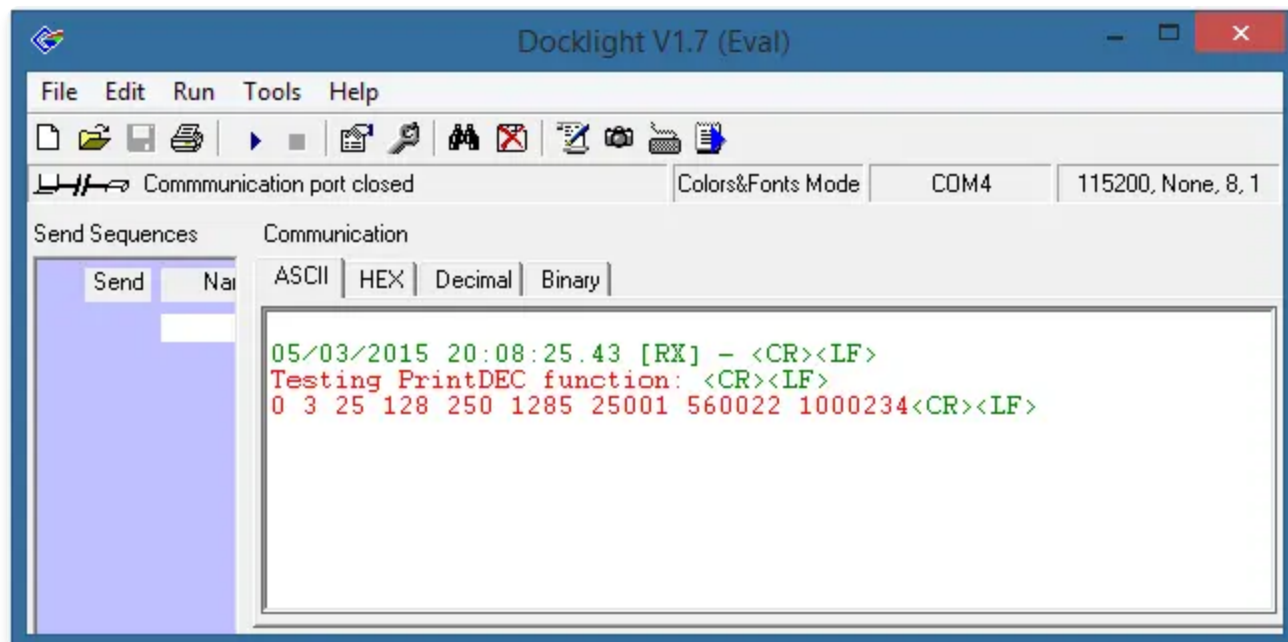 Docklight V1.7 (Eval)
File Edit Run Tools Help
Commmunication port closed Colors&Fonts Mode COM4 115200, None, 8, 1
Send Sequences Communication
Send Nar ASCII HEX Decimal Binary
05/03/2015 20:08:25.43 [RX] - <CR><LF>
Testing PrintDEC function: <CR><LF>
0 3 25 128 250 1285 25001 560022 1000234<CR><LF>